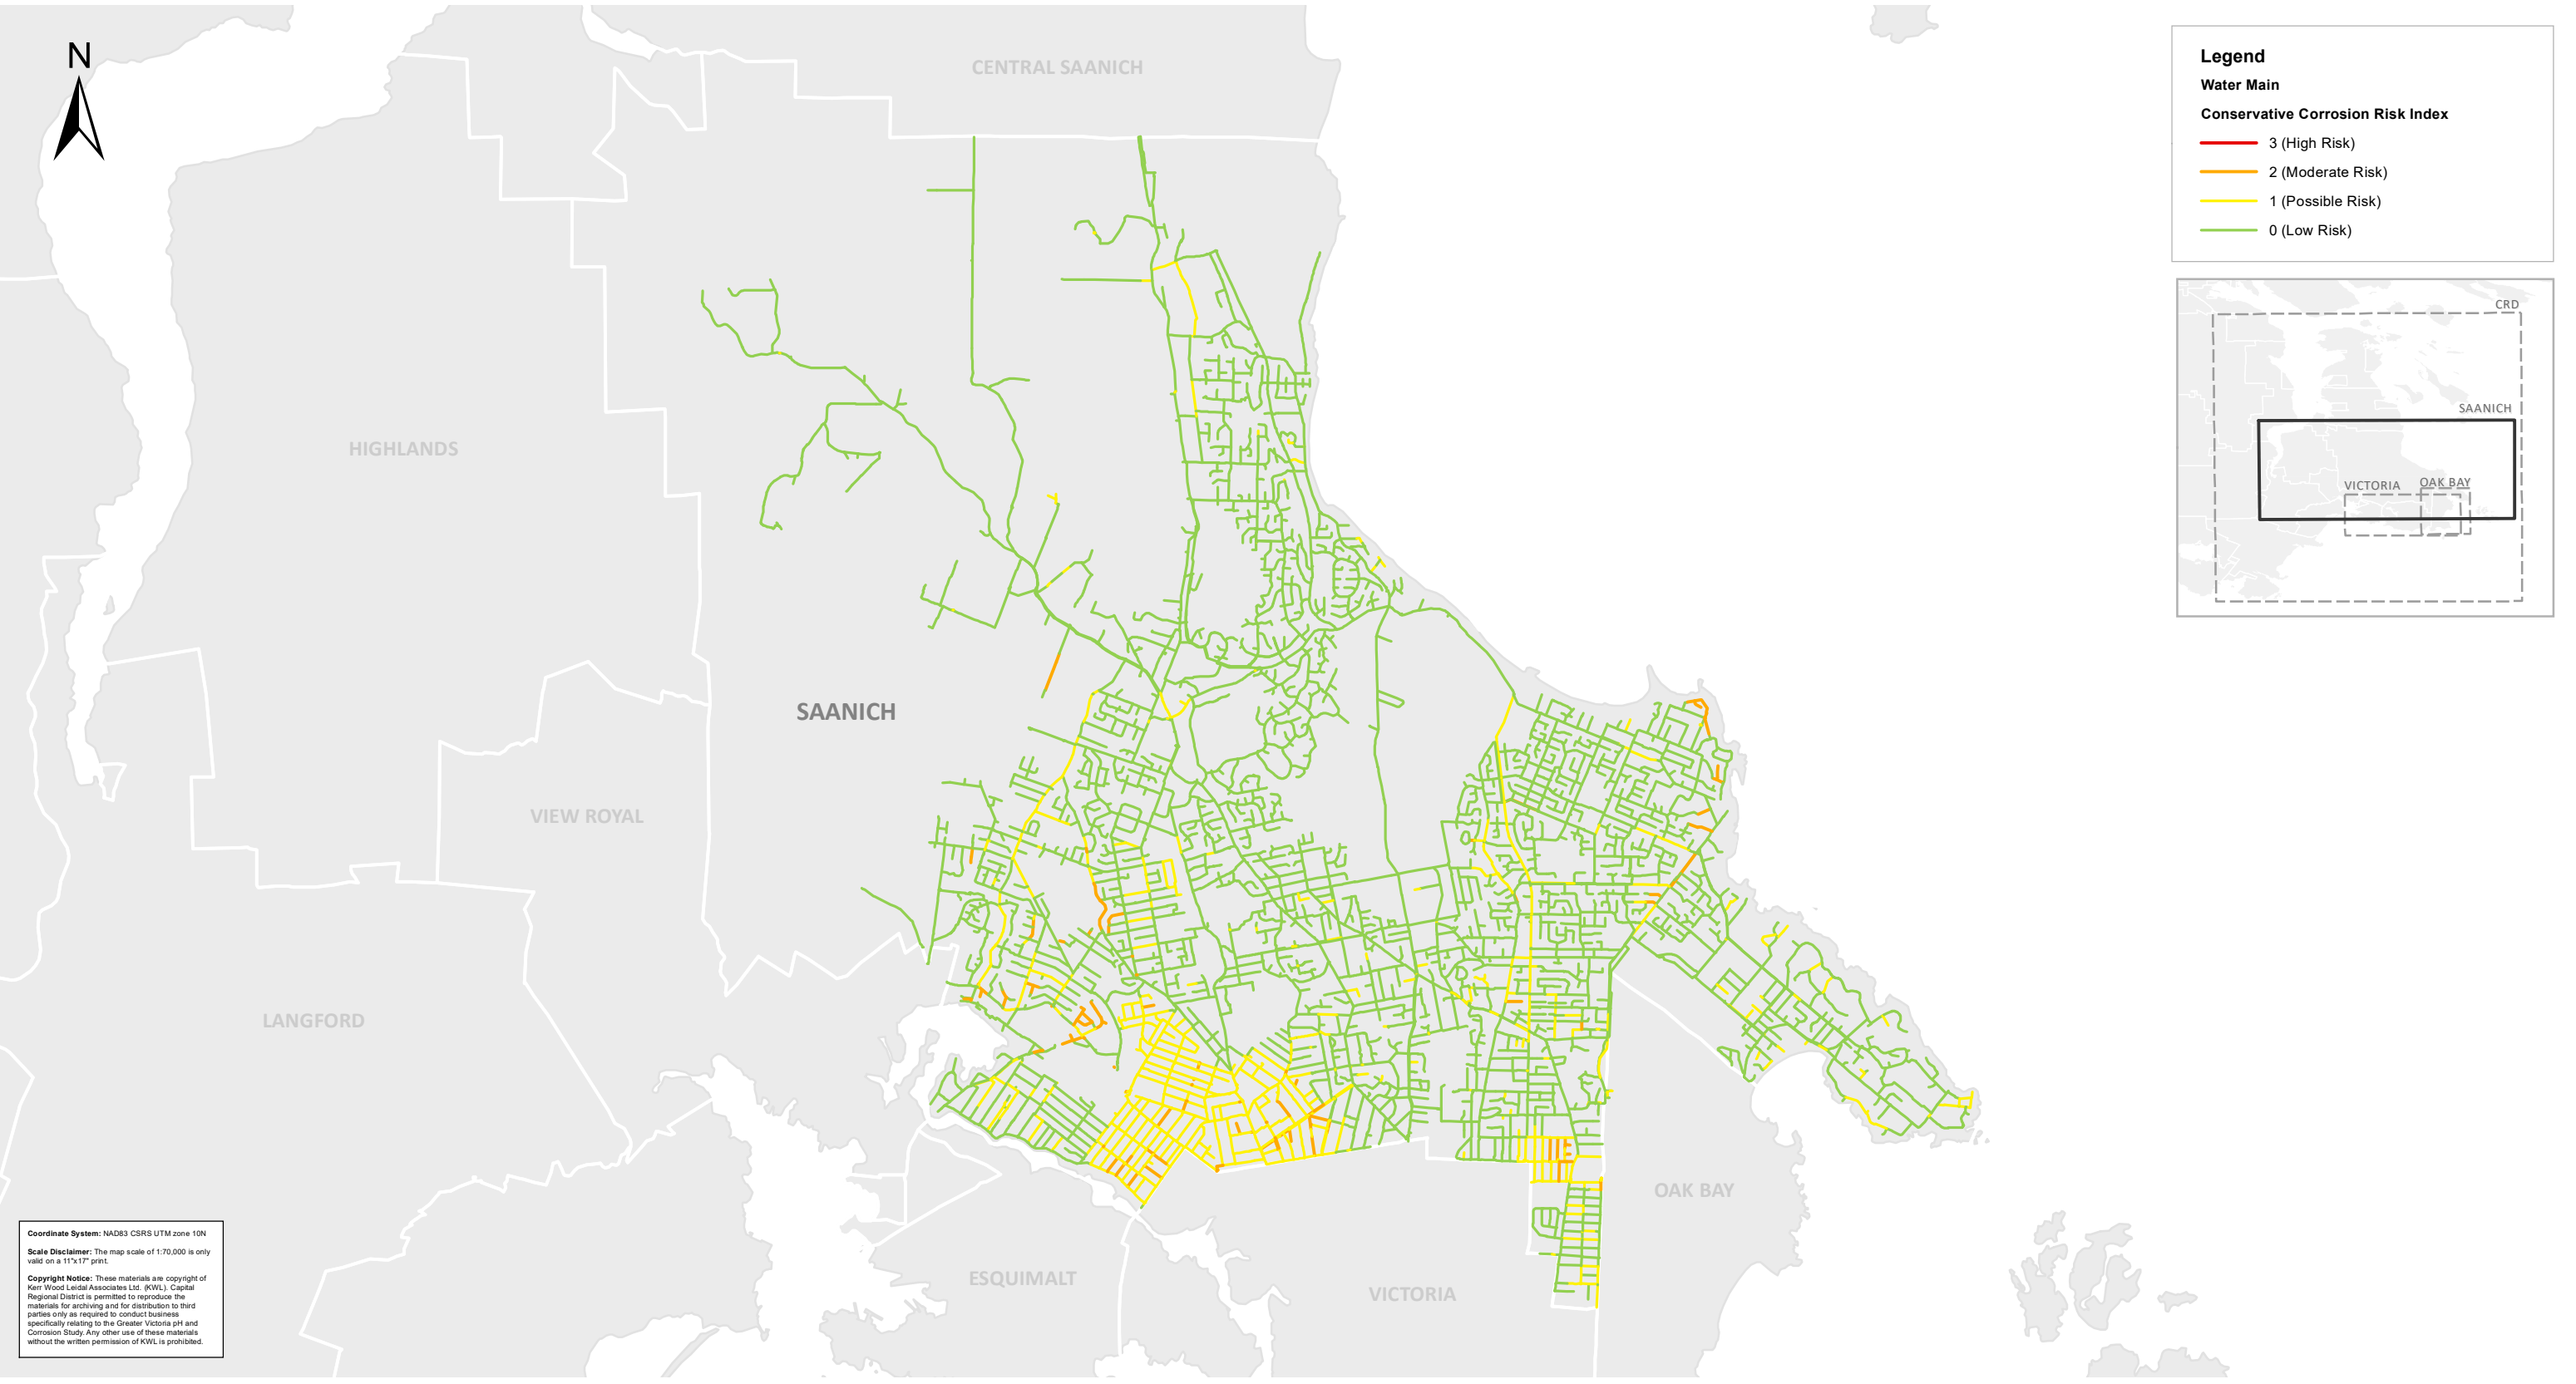 N
CENTRAL SAANICH
HIGHLANDS
SAANICH
VIEW ROYAL
LANGFORD
OAK BAY
ESQUIMALT
VICTORIA
Legend
Water Main
Conservative Corrosion Risk Index
3 (High Risk)
2 (Moderate Risk)
1 (Possible Risk)
0 (Low Risk)
CRD
SAANICH
VICTORIA
OAK BAY
Coordinate System: NAD83 CSRS UTM zone 10N
Scale Disclaimer: The map scale of 1:70,000 is only
valid on a 11"x17" print.
Copyright Notice: These materials are copyright of
Kerr Wood Leidal Associates Ltd. (KWL). Capital
Regional District is permitted to reproduce the
materials for archiving and for distribution to third
parties only as required to conduct business
specifically relating to the Greater Victoria pH and
Corrosion Study. Any other use of these materials
without the written permission of KWL is prohibited.